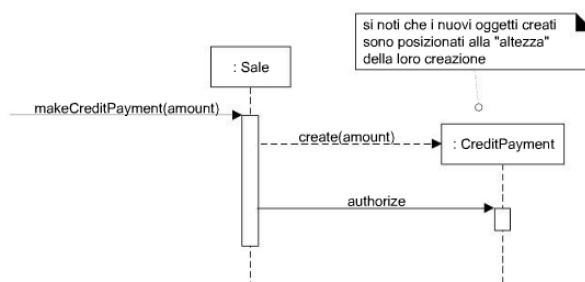 si noti che i nuovi oggetti creati
sono posizionati alla "altezza"
della loro creazione
: Sale
makeCreditPayment(amount)
create(amount)
: CreditPayment
authorize